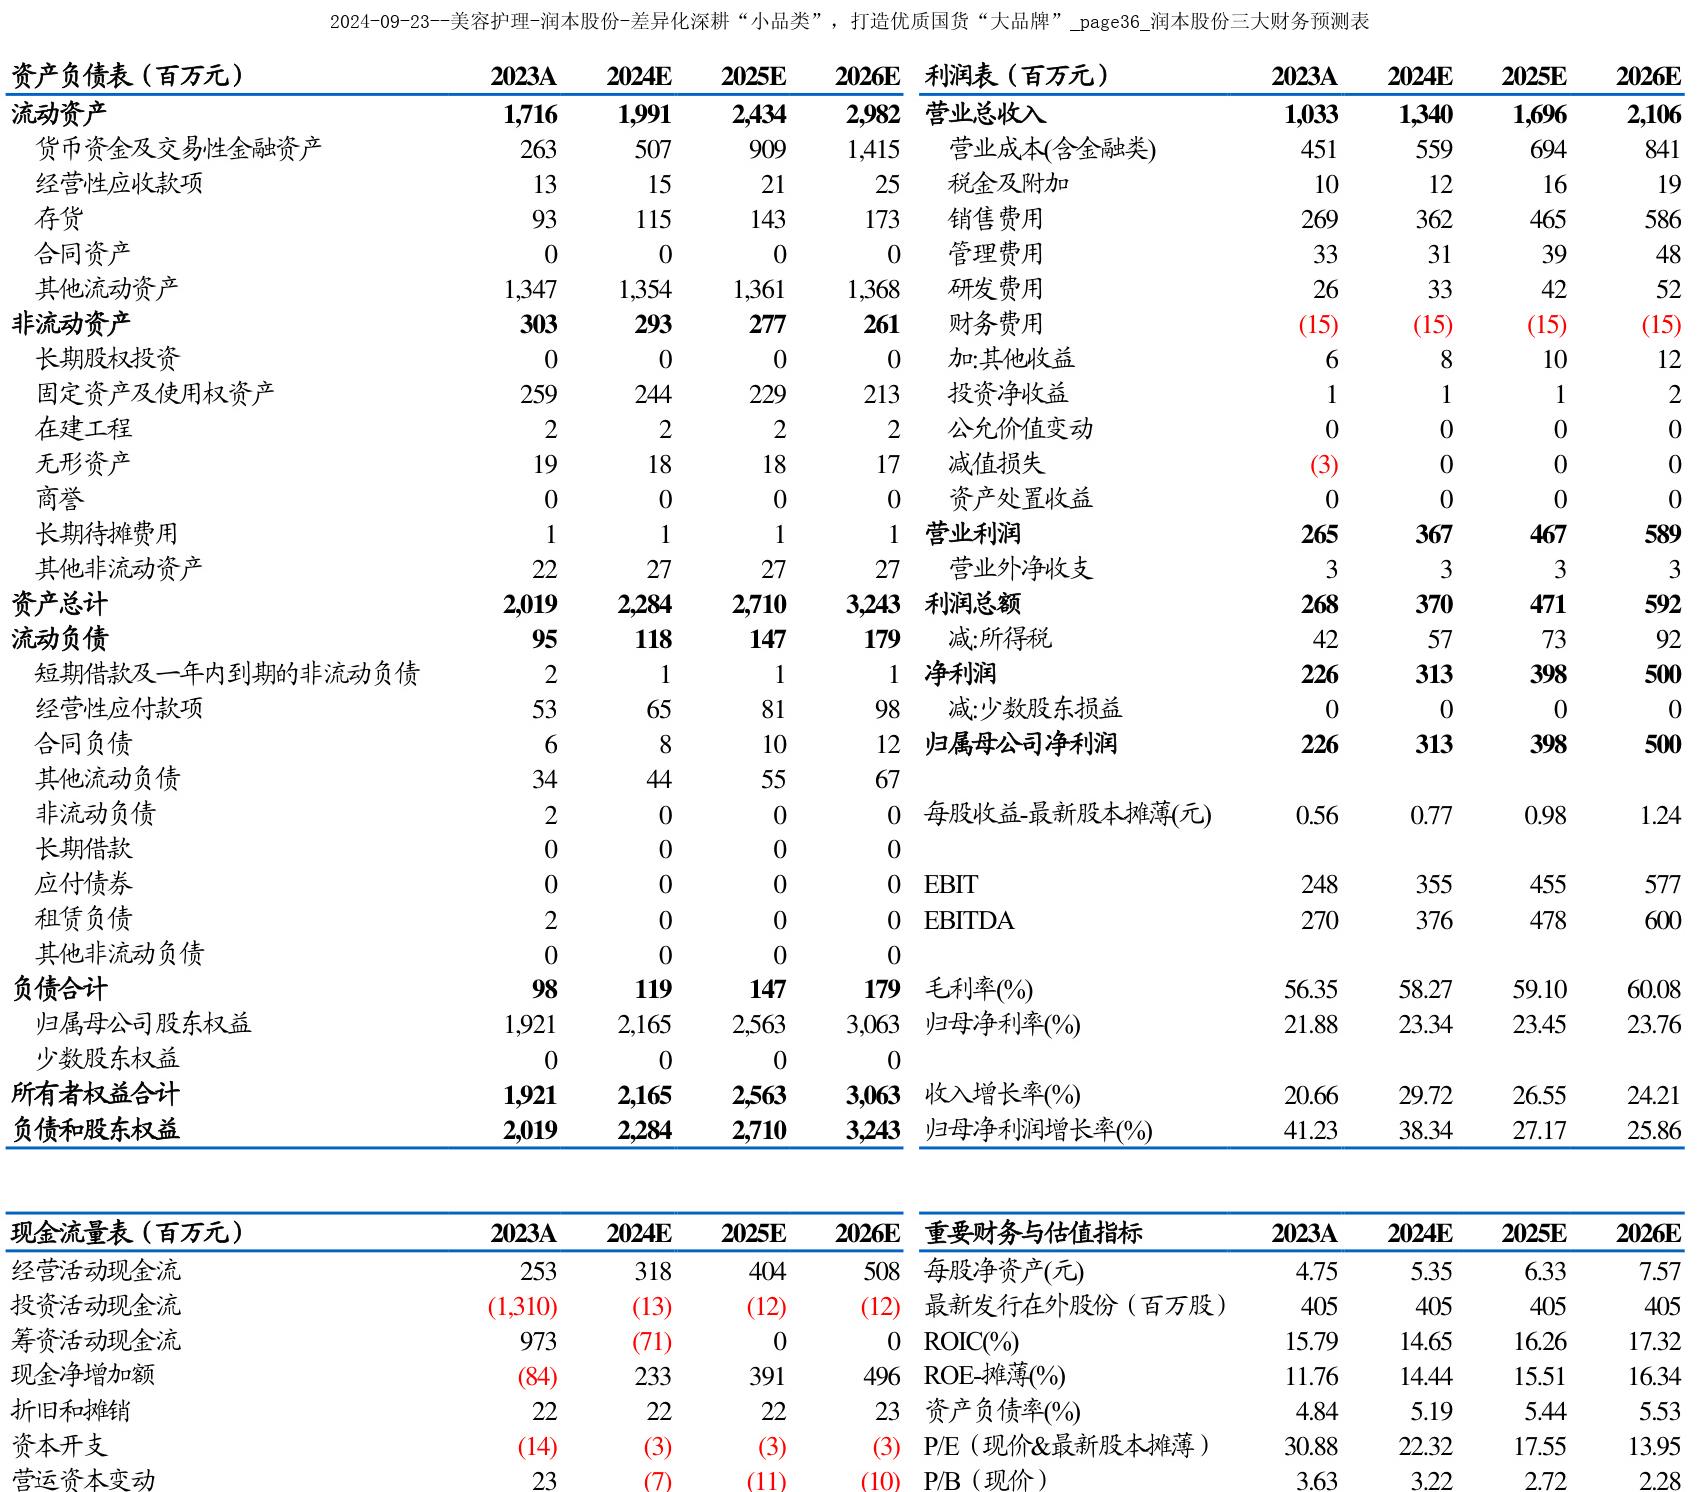 2024-09-23--美容护理-润本股份-差异化深耕“小品类”，打造优质国货“大品牌”_page36_润本股份三大财务预测表
资产负债表（百万元） 2023A 2024E 2025E 2026E 利润表（百万元） 2023A 2024E 2025E 2026E
流动资产 1,716 1,991 2,434 2,982 营业总收入 1,033 1,340 1,696 2,106
货币资金及交易性金融资产 263 507 909 1,415 营业成本(含金融类) 451 559 694 841
经营性应收款项 13 15 21 25 税金及附加 10 12 16 19
存货 93 115 143 173 销售费用 269 362 465 586
合同资产 0 0 0 0 管理费用 33 31 39 48
其他流动资产 1,347 1,354 1,361 1,368 研发费用 26 33 42 52
非流动资产 303 293 277 261 财务费用 (15) (15) (15) (15)
长期股权投资 0 0 0 0 加:其他收益 6 8 10 12
固定资产及使用权资产 259 244 229 213 投资净收益 1 1 1 2
在建工程 2 2 2 2 公允价值变动 0 0 0 0
无形资产 19 18 18 17 减值损失 (3) 0 0 0
商誉 0 0 0 0 资产处置收益 0 0 0 0
长期待摊费用 1 1 1 1 营业利润 265 367 467 589
其他非流动资产 22 27 27 27 营业外净收支 3 3 3 3
资产总计 2,019 2,284 2,710 3,243 利润总额 268 370 471 592
流动负债 95 118 147 179 减:所得税 42 57 73 92
短期借款及一年内到期的非流动负债 2 1 1 1 净利润 226 313 398 500
经营性应付款项 53 65 81 98 减:少数股东损益 0 0 0 0
合同负债 6 8 10 12 归属母公司净利润 226 313 398 500
其他流动负债 34 44 55 67
非流动负债 2 0 0 0 每股收益-最新股本摊薄(元) 0.56 0.77 0.98 1.24
长期借款 0 0 0 0
应付债券 0 0 0 0 EBIT 248 355 455 577
租赁负债 2 0 0 0 EBITDA 270 376 478 600
其他非流动负债 0 0 0 0
负债合计 98 119 147 179 毛利率(%) 56.35 58.27 59.10 60.08
归属母公司股东权益 1,921 2,165 2,563 3,063 归母净利率(%) 21.88 23.34 23.45 23.76
少数股东权益 0 0 0 0
所有者权益合计 1,921 2,165 2,563 3,063 收入增长率(%) 20.66 29.72 26.55 24.21
负债和股东权益 2,019 2,284 2,710 3,243 归母净利润增长率(%) 41.23 38.34 27.17 25.86
现金流量表（百万元） 2023A 2024E 2025E 2026E 重要财务与估值指标 2023A 2024E 2025E 2026E
经营活动现金流 253 318 404 508 每股净资产(元) 4.75 5.35 6.33 7.57
投资活动现金流 (1,310) (13) (12) (12) 最新发行在外股份（百万股） 405 405 405 405
筹资活动现金流 973 (71) 0 0 ROIC(%) 15.79 14.65 16.26 17.32
现金净增加额 (84) 233 391 496 ROE-摊薄(%) 11.76 14.44 15.51 16.34
折旧和摊销 22 22 22 23 资产负债率(%) 4.84 5.19 5.44 5.53
资本开支 (14) (3) (3) (3) P/E（现价&最新股本摊薄） 30.88 22.32 17.55 13.95
营运资本变动 23 (7) (11) (10) P/B（现价） 3.63 3.22 2.72 2.28